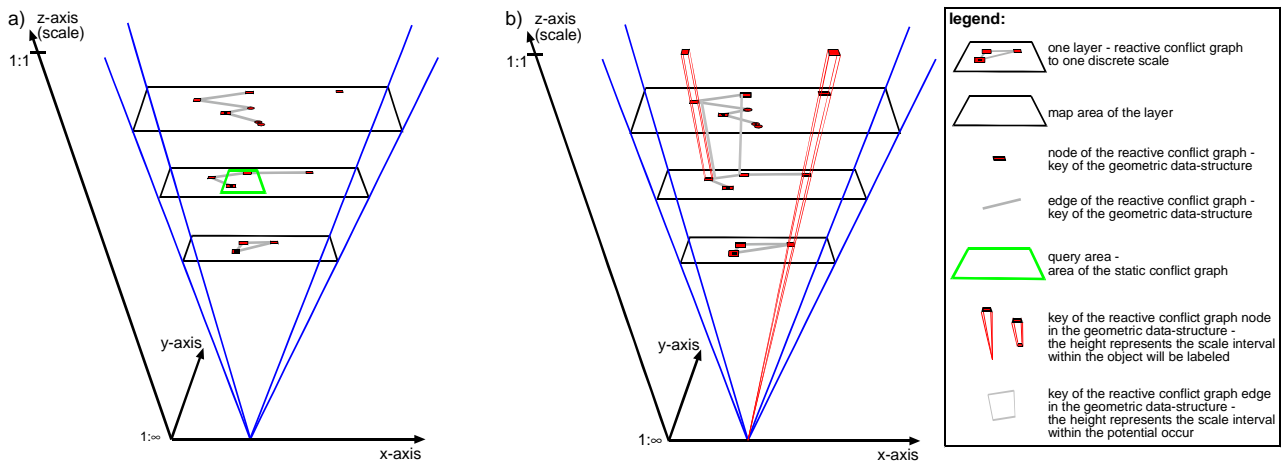 a)
z-axis
(scale)
1:1
y-axis
1:∞
x-axis
b)
z-axis
(scale)
1:1
y-axis
1:∞
x-axis
legend:
one layer - reactive conflict graph
to one discrete scale
map area of the layer
node of the reactive conflict graph -
key of the geometric data-structure
edge of the reactive conflict graph -
key of the geometric data-structure
query area -
area of the static conflict graph
key of the reactive conflict graph node
in the geometric data-structure -
the height represents the scale interval
within the object will be labeled
key of the reactive conflict graph edge
in the geometric data-structure -
the height represents the scale interval
within the potential occur